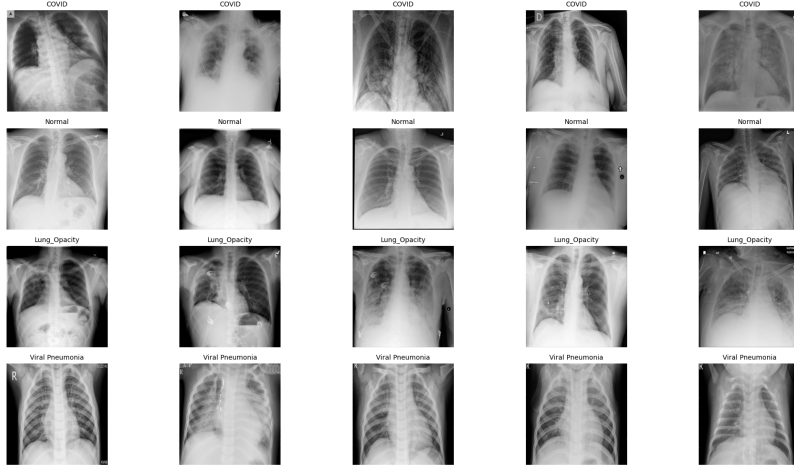 COVID COVID COVID COVID COVID
D
Normal Normal Normal Normal Normal
L
Lung_Opacity Lung_Opacity Lung_Opacity Lung_Opacity Lung_Opacity
Viral Pneumonia Viral Pneumonia Viral Pneumonia Viral Pneumonia Viral Pneumonia
R R R R